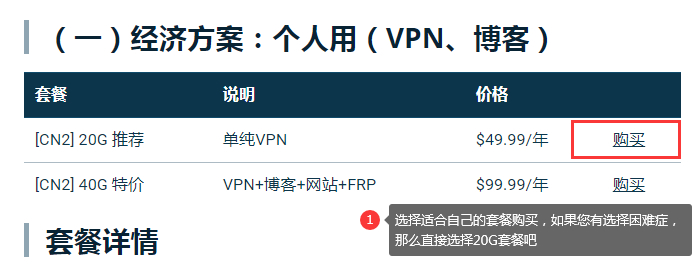 （一）经济方案：个人用（VPN、博客）
套餐 说明 价格
[CN2] 20G 推荐 单纯VPN $49.99/年 购买
[CN2] 40G 特价 VPN+博客+网站+FRP $99.99/年 购买
1 选择适合自己的套餐购买，如果您有选择困难症，
那么直接选择20G套餐吧
套餐详情